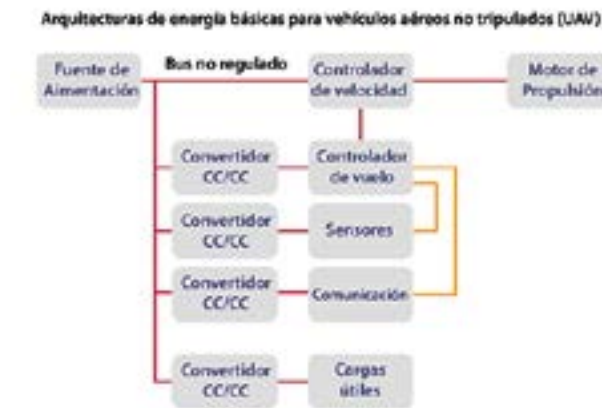 Arquitecturas de energía básicas para vehículos aéreos no tripulados (UAV)
Fuente de
Alimentación
Bus no regulado
Controlador
de velocidad
Motor de
Propulsión
Convertidor
CC/CC
Controlador
de vuelo
Convertidor
CC/CC
Sensores
Convertidor
CC/CC
Comunicación
Convertidor
CC/CC
Cargas
útiles